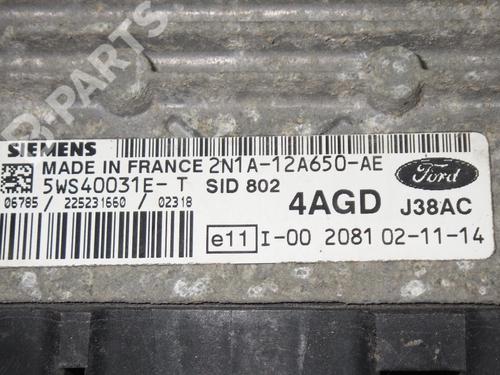 B-PARTS
SIEMENS
MADE IN FRANCE 2N1A-12A650-AE
5WS40031E-T SID 802
Ford
4AGD J38AC
06785 / 225231660 / 02318
e11 I-00 2081 02-11-14